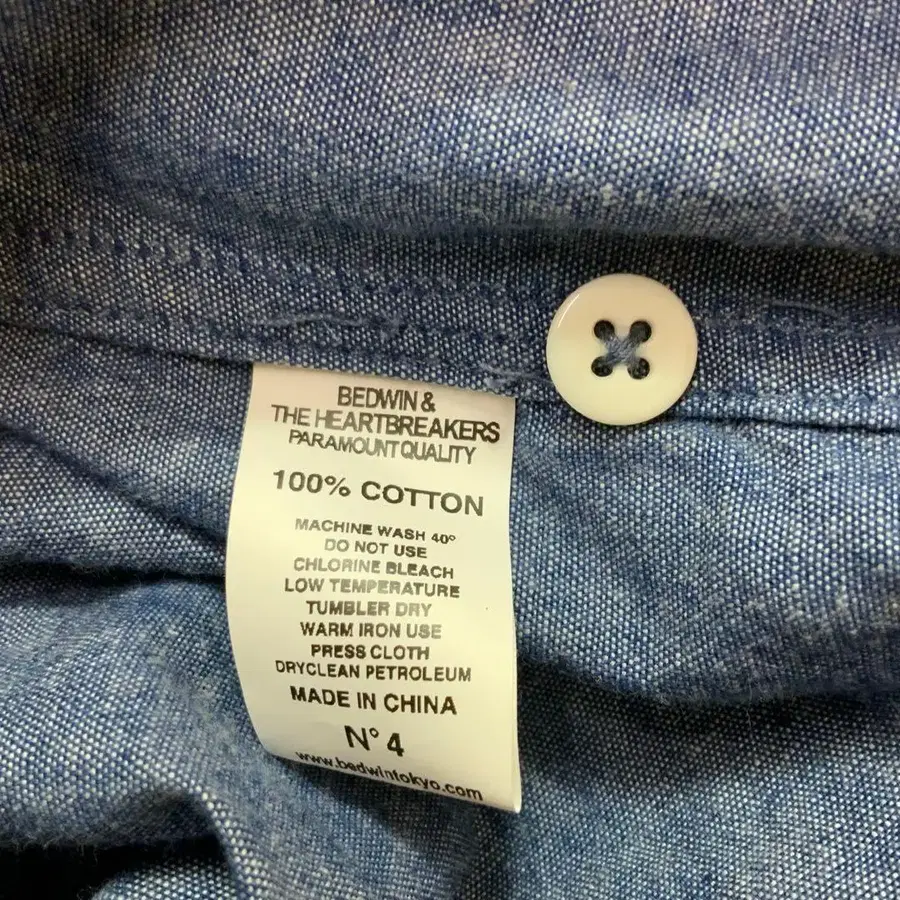 BEDWIN &
THE HEARTBREAKERS
PARAMOUNT QUALITY
100% COTTON
MACHINE WASH 40°
DO NOT USE
CHLORINE BLEACH
LOW TEMPERATURE
TUMBLER DRY
WARM IRON USE
PRESS CLOTH
DRYCLEAN PETROLEUM
MADE IN CHINA
N° 4
www.bedwintokyo.com